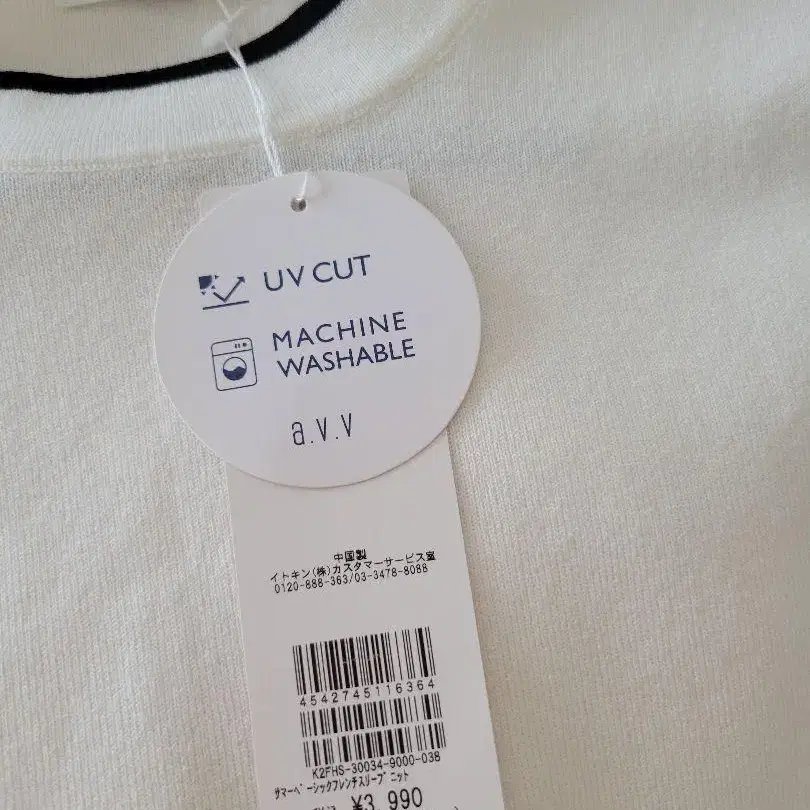 UV CUT
MACHINE
WASHABLE
a.v.v
中国製
イトキン(株)カスタマーサービス室
0120-888-363/03-3478-8088
4542745116364
K2FHS-30034-9000-038
サマーベーシックフレンチスリーブニット
¥3,990